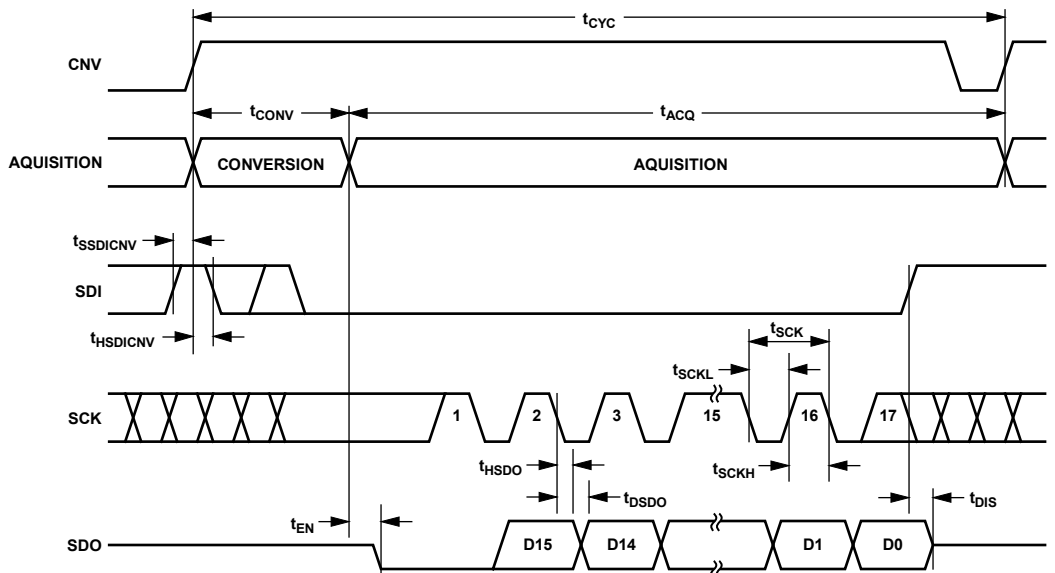 tCYC
CNV
tCONV
tACQ
AQUISITION
CONVERSION
AQUISITION
tSSDICNV
SDI
tHSDICNV
tSCK
tSCKL
SCK
1
2
3
15
16
17
tHSDO
tSCKH
tDSDO
tDIS
tEN
SDO
D15
D14
D1
D0